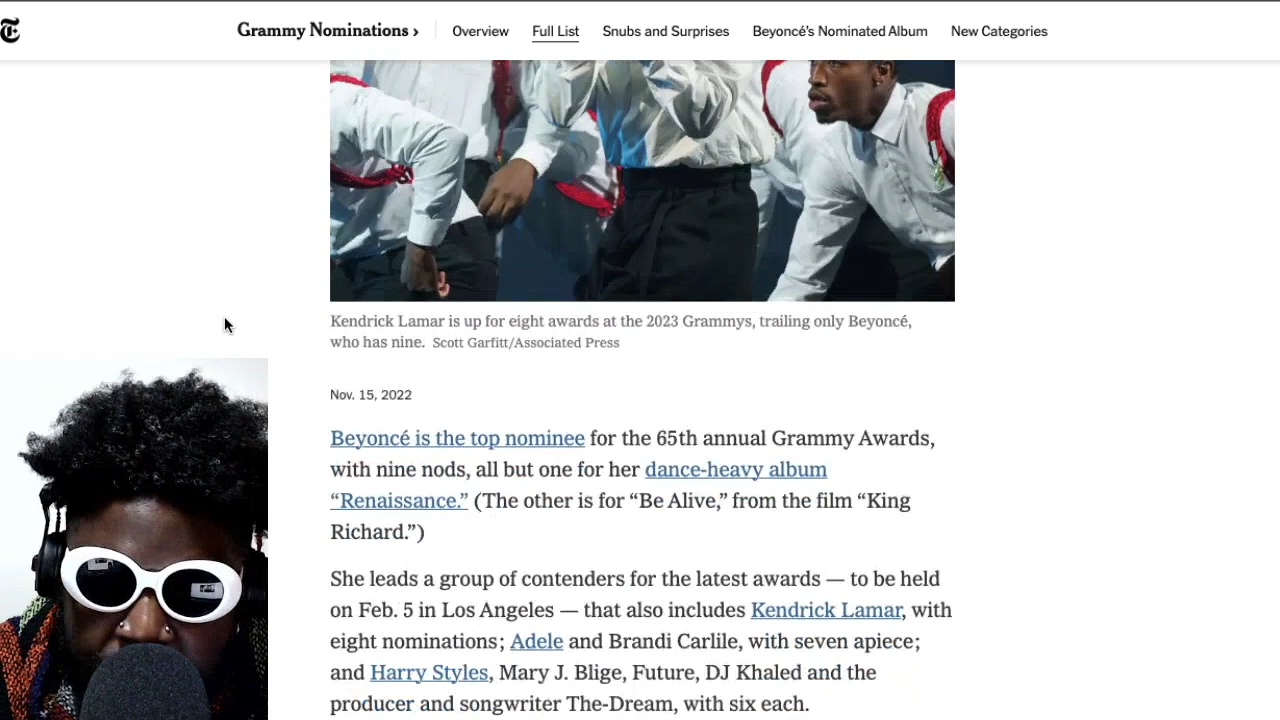 T
Grammy Nominations › Overview Full List Snubs and Surprises Beyoncé’s Nominated Album New Categories
Kendrick Lamar is up for eight awards at the 2023 Grammys, trailing only Beyoncé,
who has nine. Scott Garfitt/Associated Press
Nov. 15, 2022
Beyoncé is the top nominee for the 65th annual Grammy Awards,
with nine nods, all but one for her dance-heavy album
“Renaissance.” (The other is for “Be Alive,” from the film “King
Richard.”)
She leads a group of contenders for the latest awards — to be held
on Feb. 5 in Los Angeles — that also includes Kendrick Lamar, with
eight nominations; Adele and Brandi Carlile, with seven apiece;
and Harry Styles, Mary J. Blige, Future, DJ Khaled and the
producer and songwriter The-Dream, with six each.